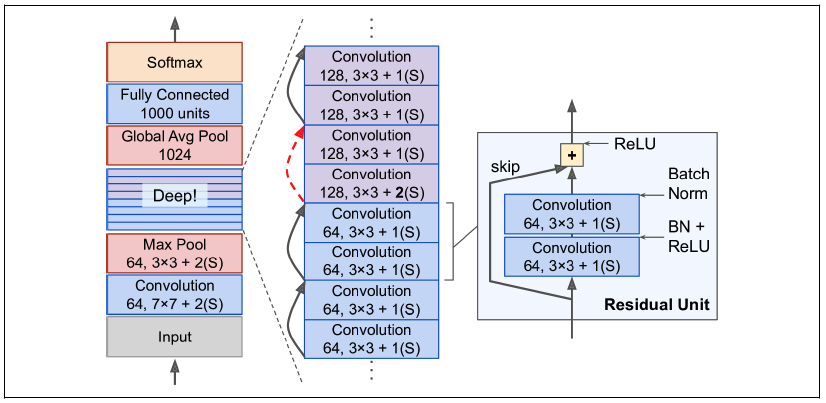 Softmax
Fully Connected
1000 units
Global Avg Pool
1024
Deep!
Max Pool
64, 3×3 + 2(S)
Convolution
64, 7×7 + 2(S)
Input
Convolution
128, 3×3 + 1(S)
Convolution
128, 3×3 + 1(S)
Convolution
128, 3×3 + 1(S)
Convolution
128, 3×3 + 2(S)
Convolution
64, 3×3 + 1(S)
Convolution
64, 3×3 + 1(S)
Convolution
64, 3×3 + 1(S)
Convolution
64, 3×3 + 1(S)
skip
+
ReLU
Batch
Norm
Convolution
64, 3×3 + 1(S)
BN +
ReLU
Convolution
64, 3×3 + 1(S)
Residual Unit